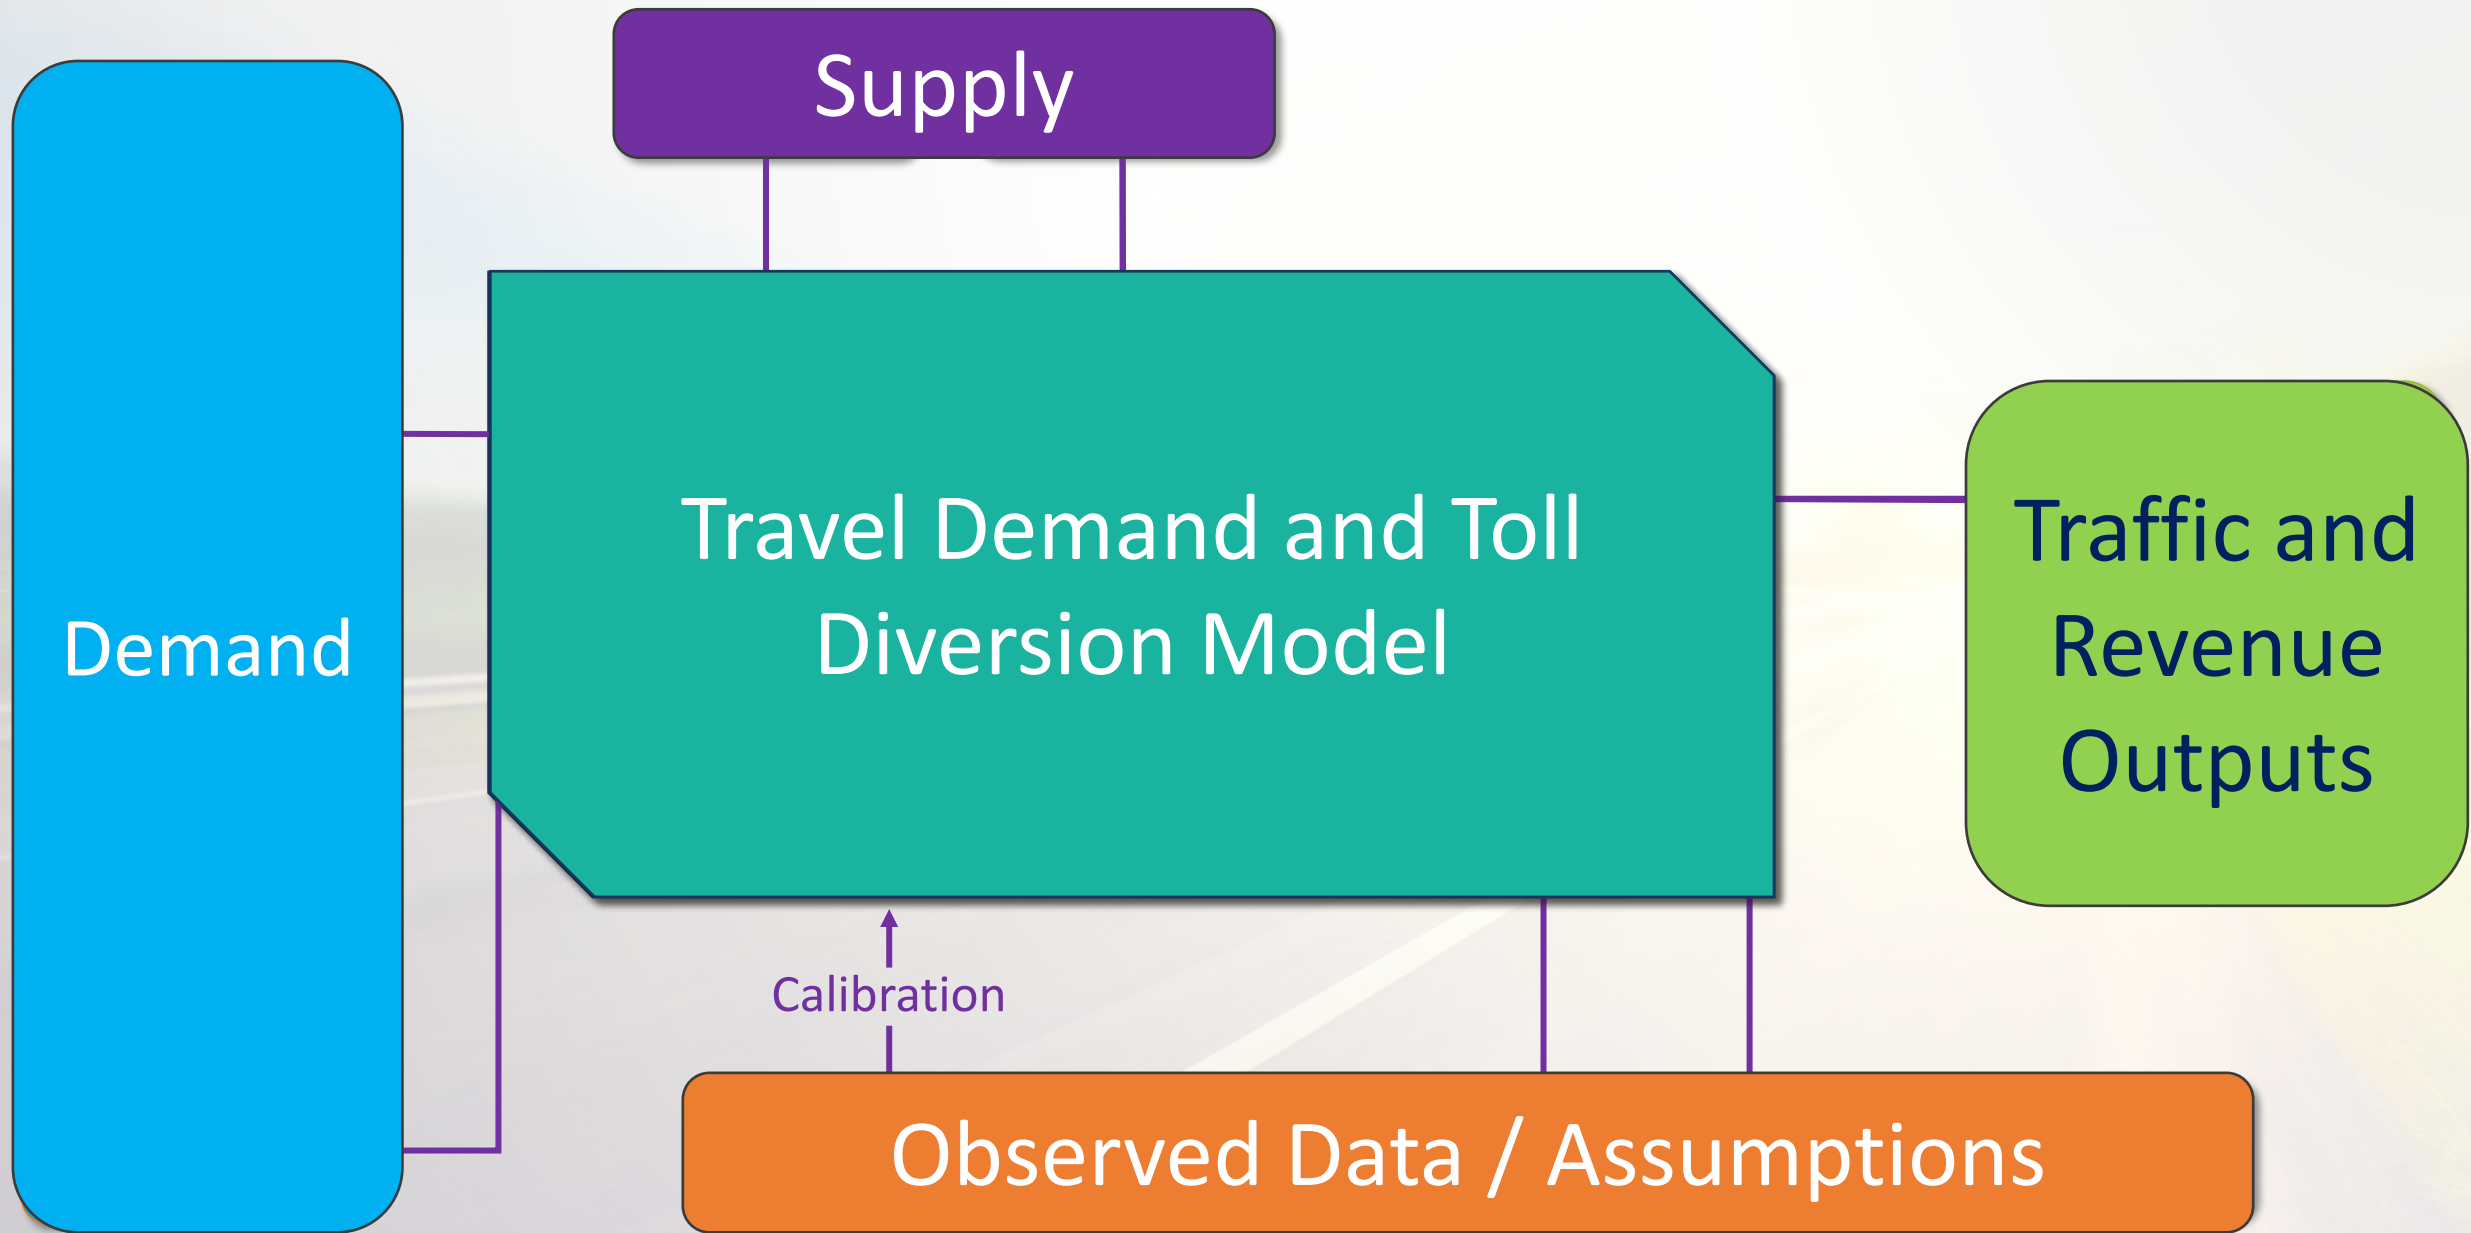 Supply
Demand
Travel Demand and Toll
Diversion Model
Traffic and
Revenue
Outputs
Calibration
Observed Data / Assumptions